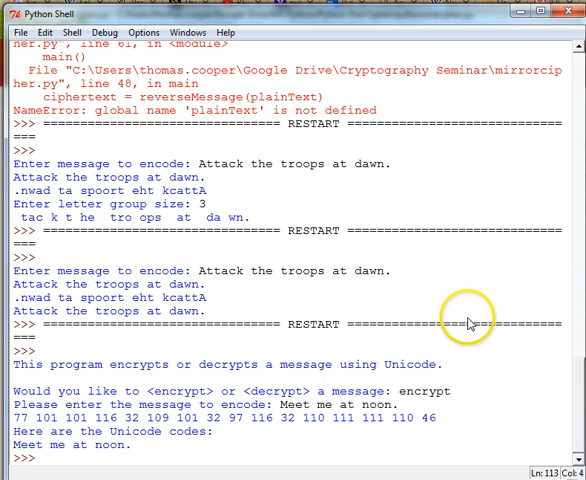 Python Shell
File Edit Shell Debug Options Windows Help
her.py", line 61, in <module>
main()
File "C:\Users\thomas.cooper\Google Drive\Cryptography Seminar\mirrorcip
her.py", line 48, in main
ciphertext = reverseMessage(plainText)
NameError: global name 'plainText' is not defined
>>> ================================ RESTART =============================
===
>>>
Enter message to encode: Attack the troops at dawn.
Attack the troops at dawn.
.nwad ta spoort eht kcattA
Enter letter group size: 3
tac k t he  tro ops  at  da wn.
>>> ================================ RESTART =============================
===
>>>
Enter message to encode: Attack the troops at dawn.
Attack the troops at dawn.
.nwad ta spoort eht kcattA
Attack the troops at dawn.
>>> ================================ RESTART =============================
===
>>>
This program encrypts or decrypts a message using Unicode.
Would you like to <encrypt> or <decrypt> a message: encrypt
Please enter the message to encode: Meet me at noon.
77 101 101 116 32 109 101 32 97 116 32 110 111 111 110 46
Here are the Unicode codes:
Meet me at noon.
>>>
Ln: 113 Col: 4